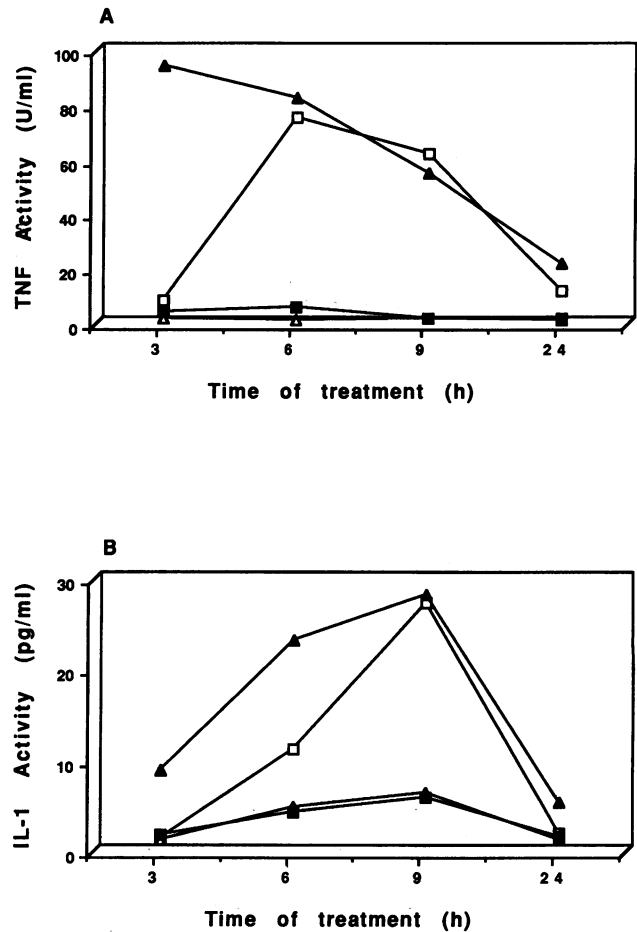 A
TNF Activity (U/ml)
100
80
60
40
20
0
3 6 9 24
Time of treatment (h)
B
IL-1 Activity (pg/ml)
30
20
10
0
3 6 9 24
Time of treatment (h)